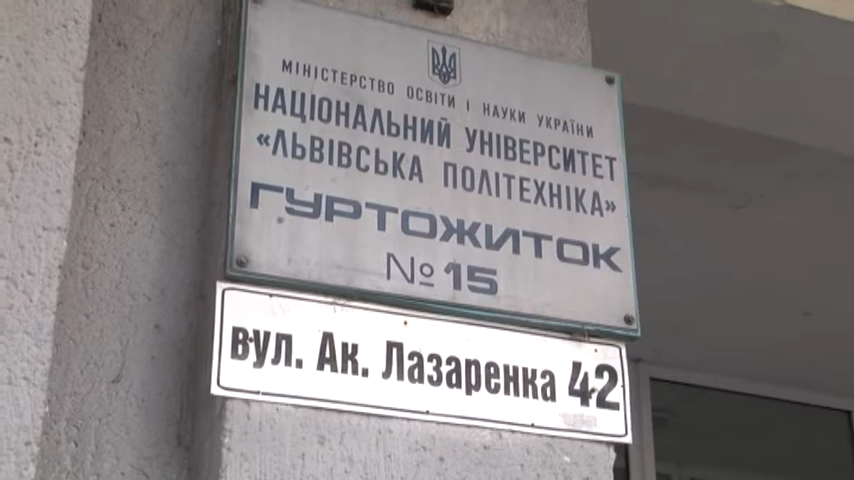 МІНІСТЕРСТВО ОСВІТИ І НАУКИ УКРАЇНИ
НАЦІОНАЛЬНИЙ УНІВЕРСИТЕТ
«ЛЬВІВСЬКА ПОЛІТЕХНІКА»
ГУРТОЖИТОК
№ 15
вул. Ак. Лазаренка 42